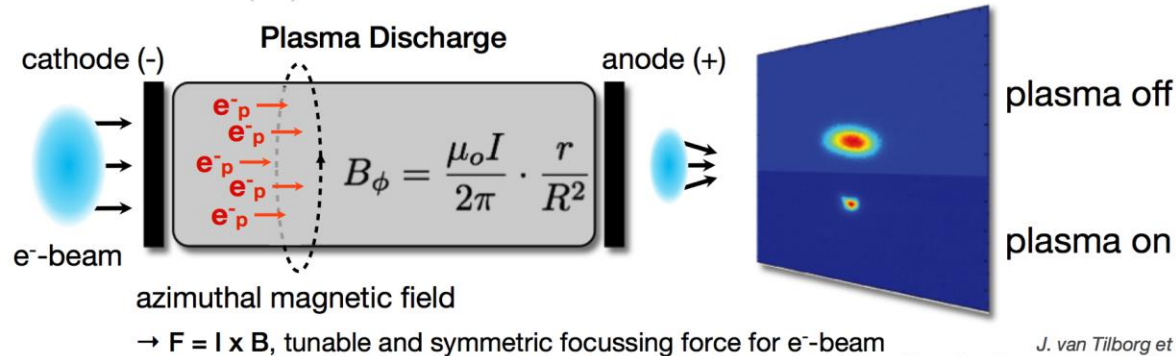 Plasma Discharge
cathode (-)
anode (+)
plasma off
e⁻ₚ
e⁻ₚ
e⁻ₚ
e⁻ₚ
e⁻ₚ
B_ϕ = μₒI / 2π · r / R²
e⁻-beam
plasma on
azimuthal magnetic field
→ F = I x B, tunable and symmetric focussing force for e⁻-beam
J. van Tilborg et